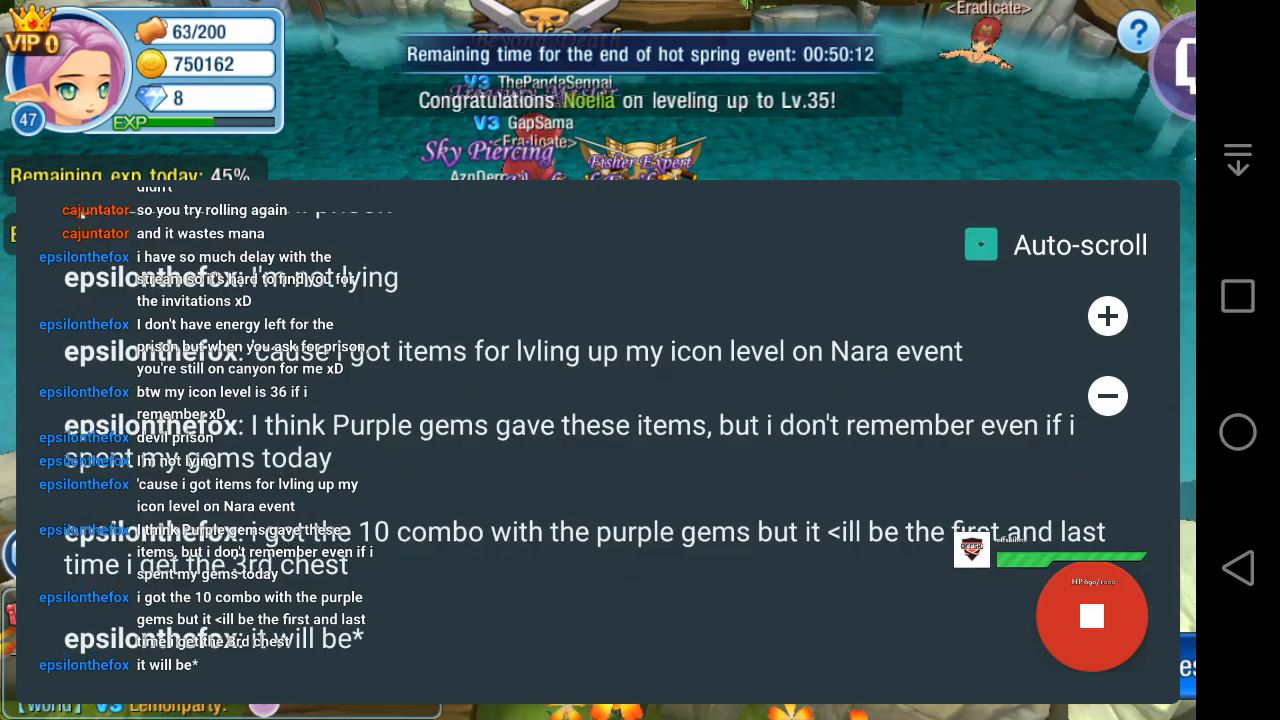 <Eradicate>
63/200
VIP 0
750162
8
47
EXP
Remaining time for the end of hot spring event: 00:50:12
V3 ThePandaSenpai
Congratulations Noella on leveling up to Lv.35!
V3 GapSama
<Eradicate>
Sky Piercing
Fisher Expert
Remaining exp today: 45%
didn't
cajuntator so you try rolling again
cajuntator and it wastes mana
epsilonthefox i have so much delay with the
stream so it's hard to find you for
the invitations xD
epsilonthefox I don't have energy left for the
prison but when you ask for prison,
you're still on canyon for me xD
epsilonthefox btw my icon level is 36 if i
remember xD
epsilonthefox devil prison
epsilonthefox I'm not lying
epsilonthefox 'cause i got items for lvling up my
icon level on Nara event
epsilonthefox I think Purple gems gave these
items, but i don't remember even if i
spent my gems today
epsilonthefox i got the 10 combo with the purple
gems but it <ill be the first and last
time i get the 3rd chest
epsilonthefox it will be*
prison
epsilonthefox: I'm not lying
epsilonthefox: 'cause i got items for lvling up my icon level on Nara event
epsilonthefox: I think Purple gems gave these items, but i don't remember even if i
spent my gems today
epsilonthefox: i got the 10 combo with the purple gems but it <ill be the first and last
time i get the 3rd chest
epsilonthefox: it will be*
Auto-scroll
HP 690/1000
[World] V3 Lemonparty: